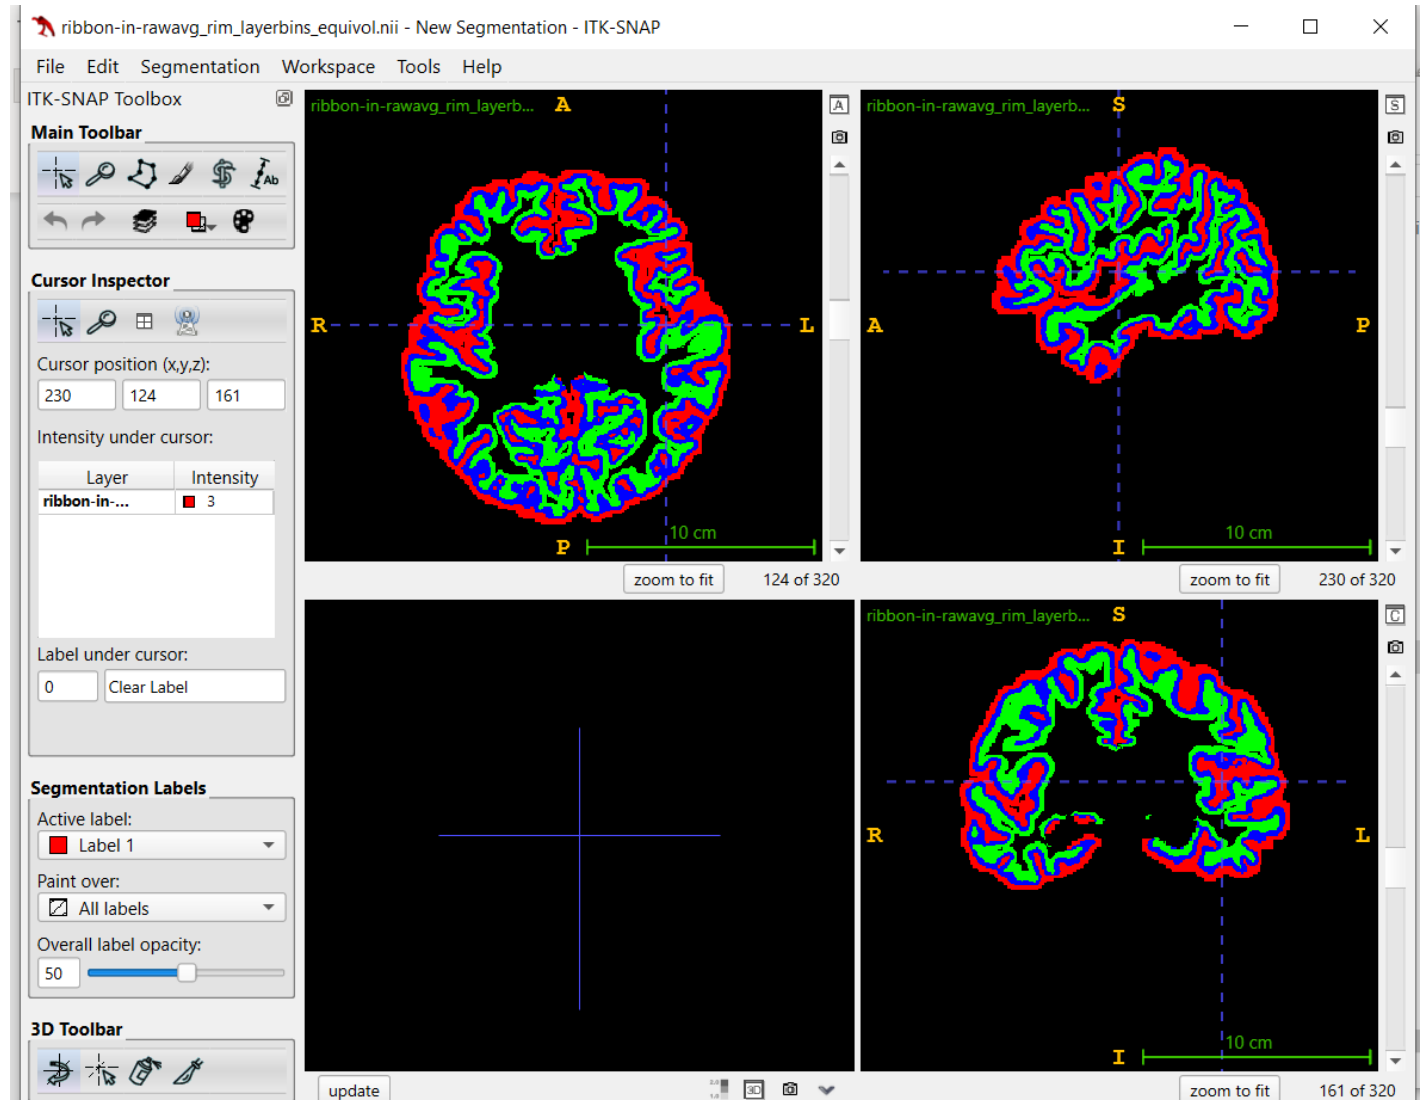 ribbon-in-rawavg_rim_layerbins_equivol.nii - New Segmentation - ITK-SNAP
File Edit Segmentation Workspace Tools Help
ITK-SNAP Toolbox
Main Toolbar
Ab
Cursor Inspector
Cursor position (x,y,z):
230 124 161
Intensity under cursor:
Layer Intensity
ribbon-in-... 3
Label under cursor:
0 Clear Label
Segmentation Labels
Active label:
Label 1
Paint over:
All labels
Overall label opacity:
50
3D Toolbar
ribbon-in-rawavg_rim_layerb... A
A
R L
10 cm
P
zoom to fit 124 of 320
ribbon-in-rawavg_rim_layerb... S
S
A P
10 cm
I
zoom to fit 230 of 320
update
3D
ribbon-in-rawavg_rim_layerb... S
C
R L
10 cm
I
zoom to fit 161 of 320